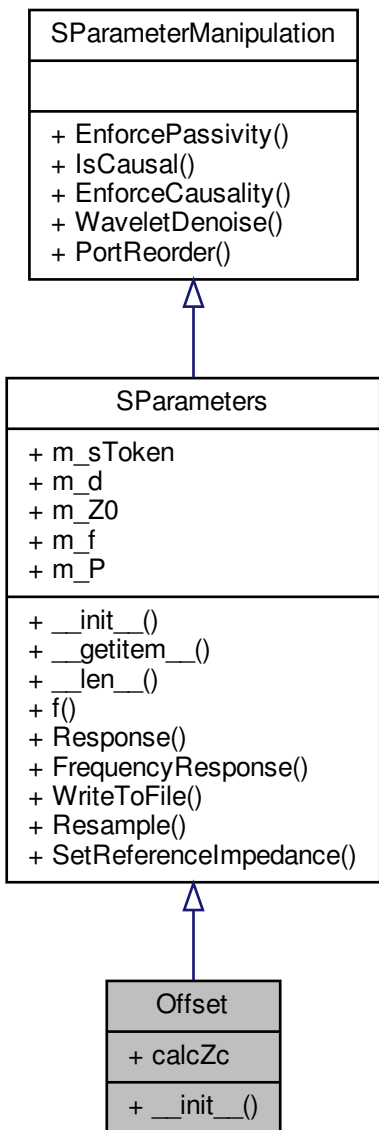 SParameterManipulation
+ EnforcePassivity()
+ IsCausal()
+ EnforceCausality()
+ WaveletDenoise()
+ PortReorder()
SParameters
+ m_sToken
+ m_d
+ m_Z0
+ m_f
+ m_P
+ __init__()
+ __getitem__()
+ __len__()
+ f()
+ Response()
+ FrequencyResponse()
+ WriteToFile()
+ Resample()
+ SetReferenceImpedance()
Offset
+ calcZc
+ __init__()